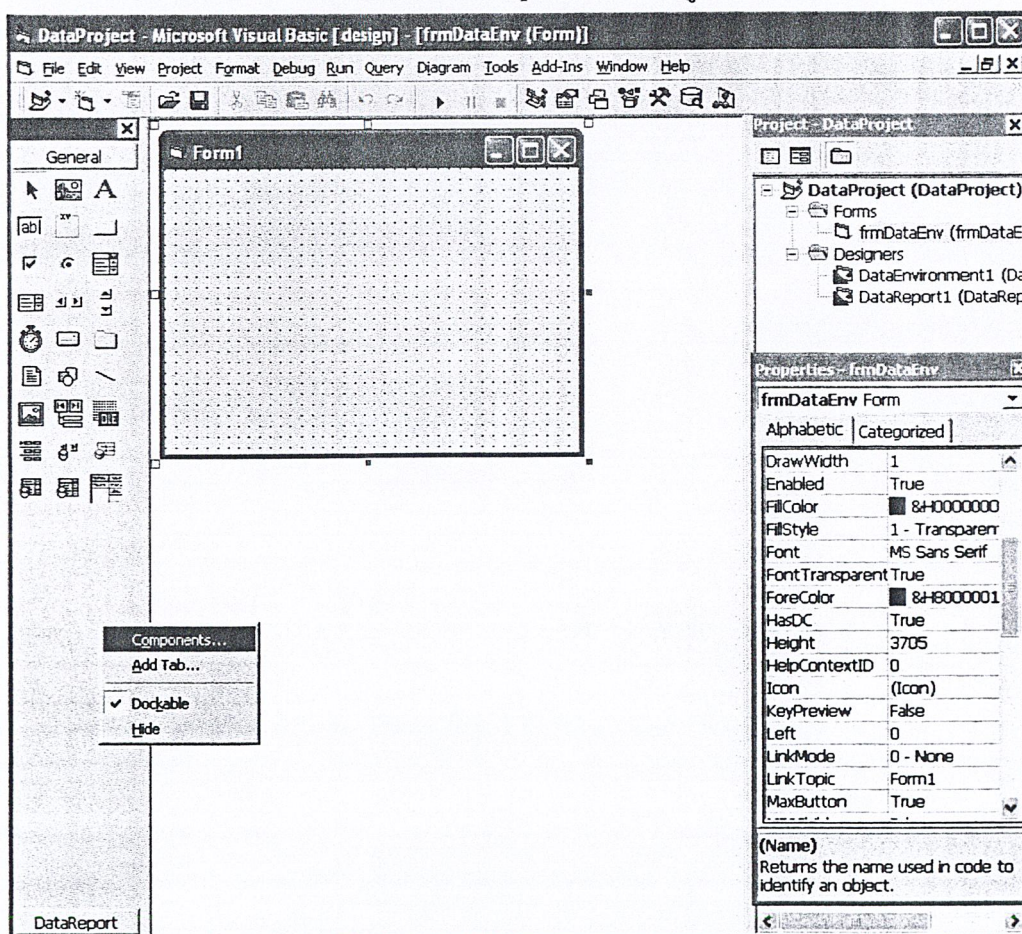 DataProject - Microsoft Visual Basic [design] - [frmDataEnv (Form)]
File Edit View Project Format Debug Run Query Diagram Tools Add-Ins Window Help
General
A
ab
XY
Form1
Components...
Add Tab...
Dockable
Hide
DataReport
Project - DataProject
DataProject (DataProject)
Forms
frmDataEnv (frmDataE
Designers
DataEnvironment1 (Da
DataReport1 (DataRep
Properties - frmDataEnv
frmDataEnv Form
Alphabetic Categorized
DrawWidth 1
Enabled True
FillColor &H0000000
FillStyle 1 - Transparen
Font MS Sans Serif
FontTransparent True
ForeColor &H8000001
HasDC True
Height 3705
HelpContextID 0
Icon (Icon)
KeyPreview False
Left 0
LinkMode 0 - None
LinkTopic Form1
MaxButton True
(Name)
Returns the name used in code to
identify an object.